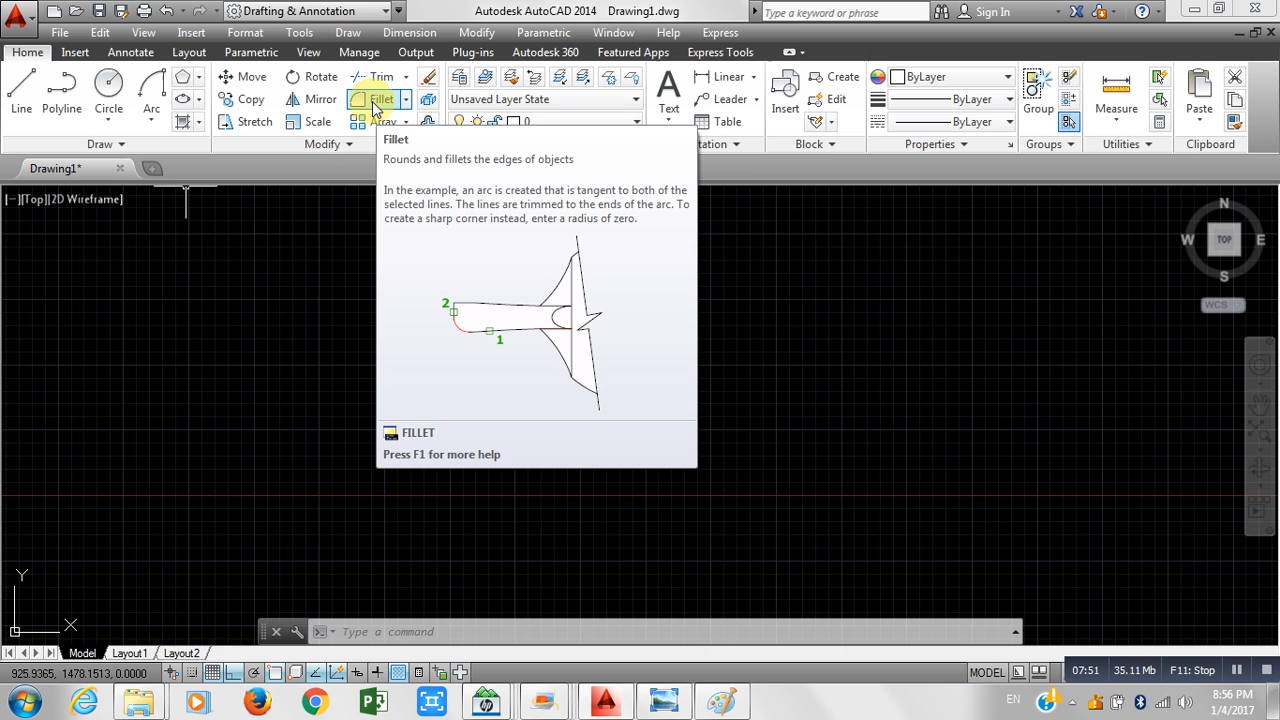 Drafting & Annotation
Autodesk AutoCAD 2014 Drawing1.dwg
Type a keyword or phrase
Sign In
File Edit View Insert Format Tools Draw Dimension Modify Parametric Window Help Express
Home Insert Annotate Layout Parametric View Manage Output Plug-ins Autodesk 360 Featured Apps Express Tools
Move Rotate Trim Linear Create ByLayer
Line Polyline Circle Arc Copy Mirror Fillet Unsaved Layer State Text Leader Insert Edit ByLayer Group Measure Paste
Stretch Scale Array 0 Table ByLayer
Draw Modify Block Properties Groups Utilities Clipboard
Drawing1*
[−][Top][2D Wireframe]
Fillet
Rounds and fillets the edges of objects
In the example, an arc is created that is tangent to both of the
selected lines. The lines are trimmed to the ends of the arc. To
create a sharp corner instead, enter a radius of zero.
2
1
FILLET
Press F1 for more help
N
W TOP E
S
WCS
Y
X
Type a command
Model Layout1 Layout2
925.9365, 1478.1513, 0.0000 MODEL
07:51 35.11 Mb F11: Stop
EN
8:56 PM
1/4/2017